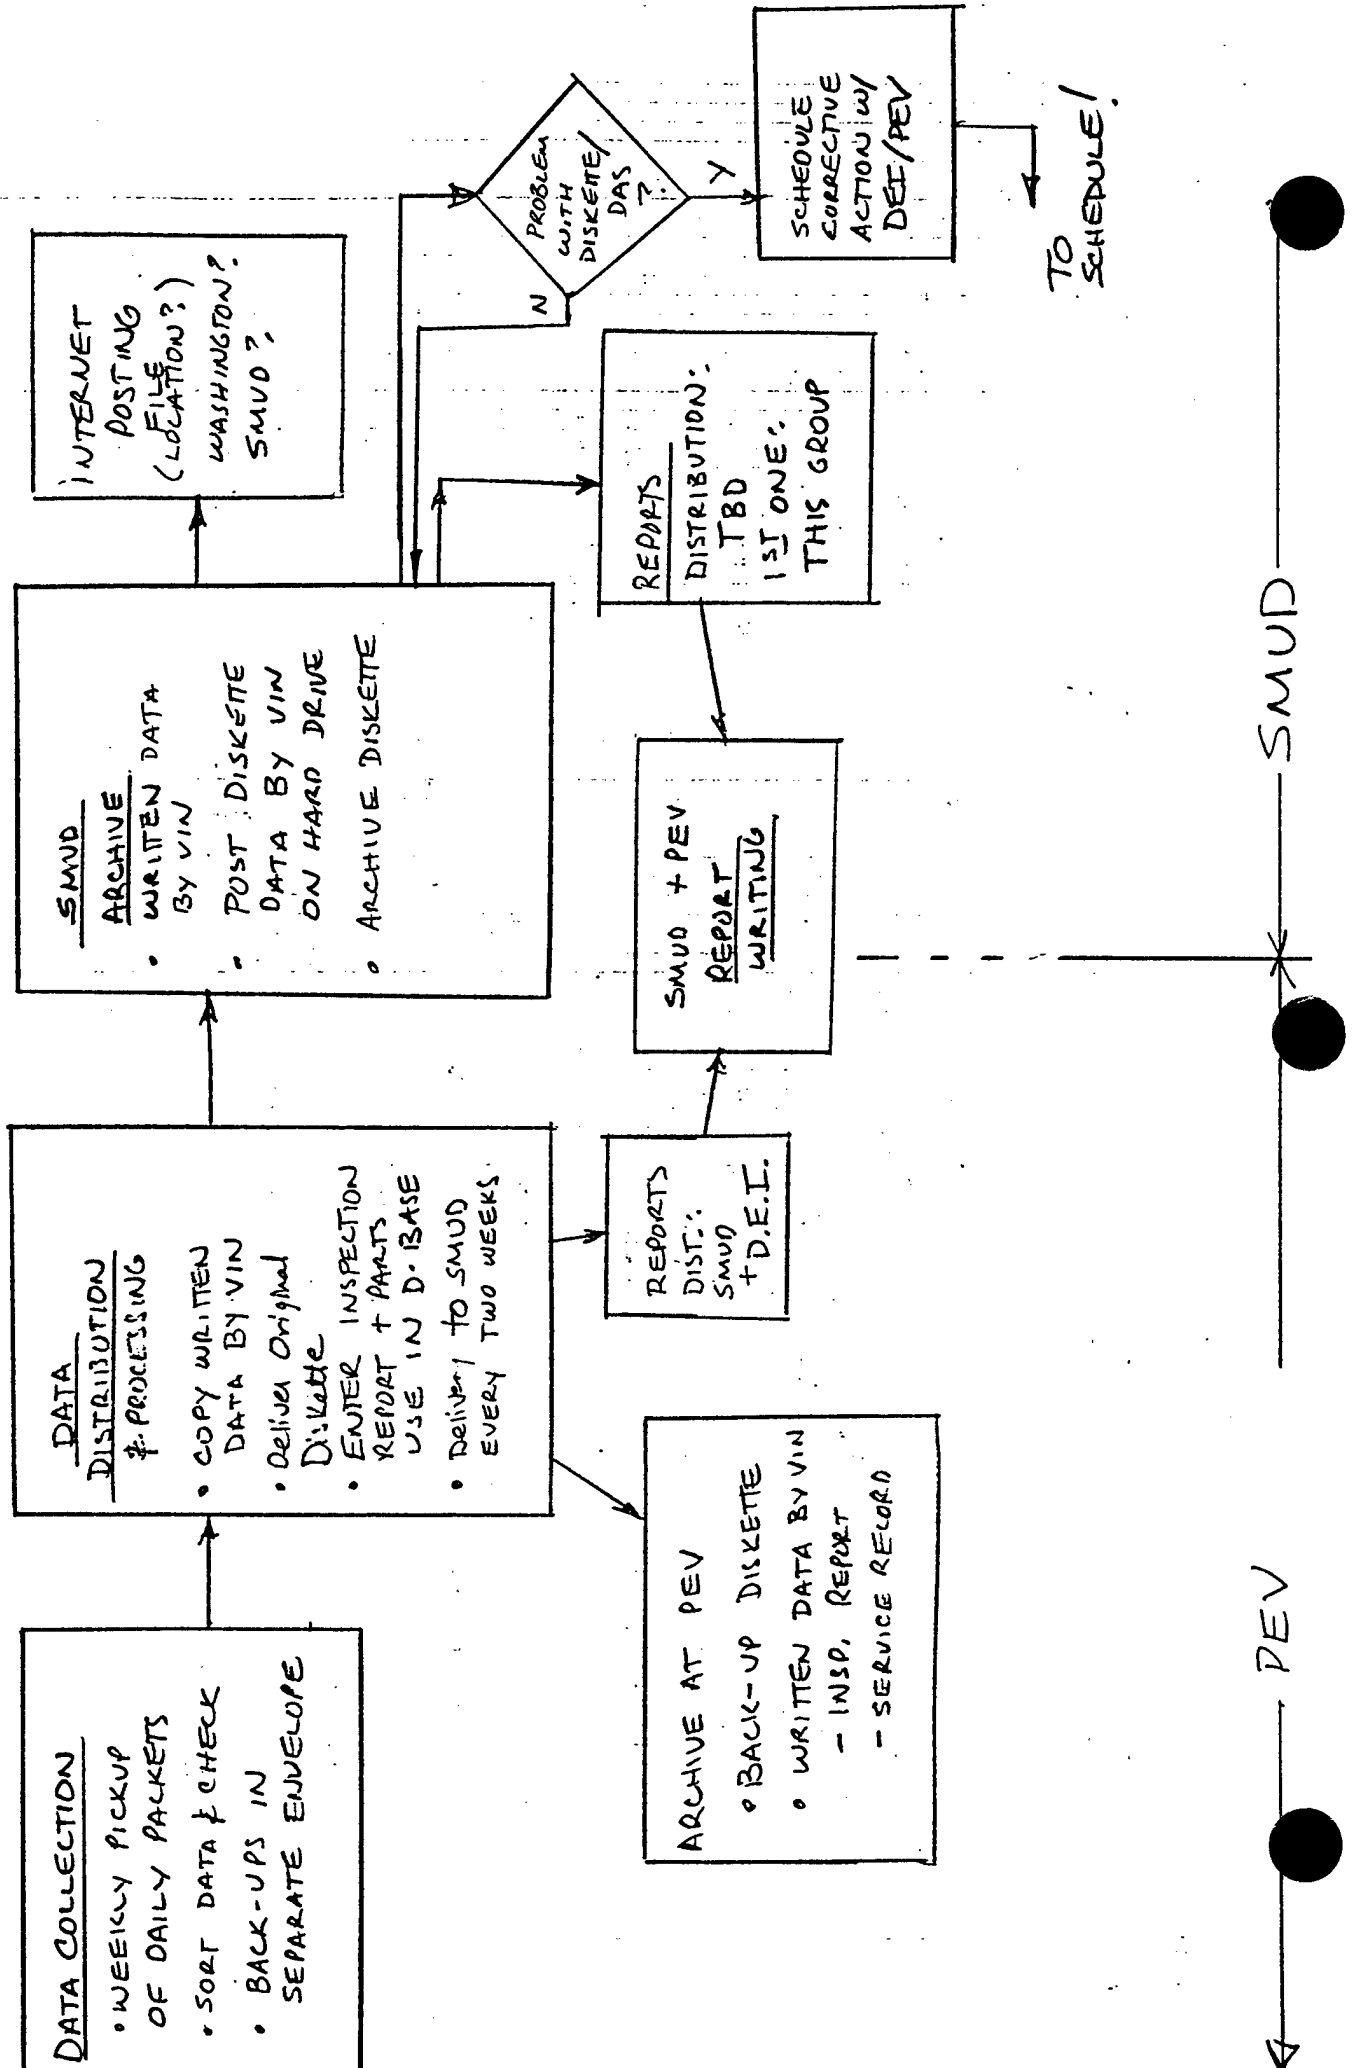 DATA COLLECTION
• WEEKLY PICKUP
OF DAILY PACKETS
• SORT DATA & CHECK
• BACK-UPS IN
SEPARATE ENVELOPE
DATA
DISTRIBUTION
& PROCESSING
• COPY WRITTEN
DATA BY VIN
• Deliver Original
Diskette
• ENTER INSPECTION
REPORT + PARTS
USE IN D.BASE
• Delivery to SMUD
EVERY TWO WEEKS
SMUD
ARCHIVE
• WRITTEN DATA
BY VIN
• POST DISKETTE
DATA BY VIN
ON HARD DRIVE
• ARCHIVE DISKETTE
INTERNET
POSTING
(FILE
LOCATION?)
WASHINGTON?
SMUD?
PROBLEM
WITH
DISKETTE/
DAS
?
N
Y
SCHEDULE
CORRECTIVE
ACTION W/
DEI/PEV
TO
SCHEDULE!
REPORTS
DISTRIBUTION:
TBD
1ST ONE:
THIS GROUP
SMUD + PEV
REPORT
WRITING
REPORTS
DIST.:
SMUD
+ D.E.I.
ARCHIVE AT PEV
• BACK-UP DISKETTE
• WRITTEN DATA BY VIN
- INSP. REPORT
- SERVICE RECORD
PEV
SMUD